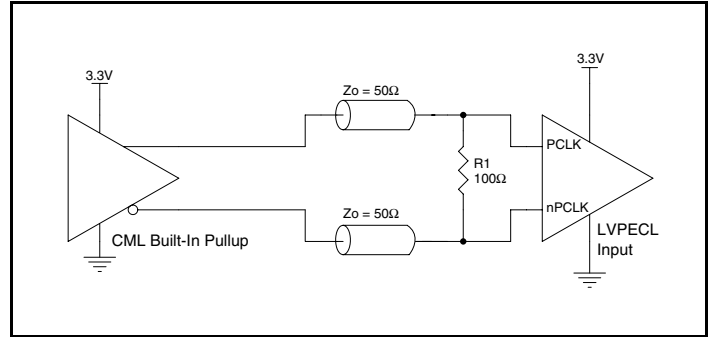 3.3V
3.3V
Zo = 50Ω
PCLK
R1
100Ω
nPCLK
Zo = 50Ω
CML Built-In Pullup
LVPECL
Input